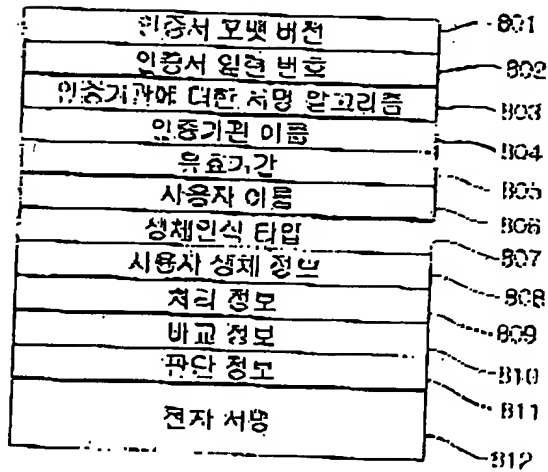 인증서 포맷 버전 801
인증서 일련 번호 802
인증기관에 대한 서명 알고리즘 803
인증기관 이름 804
유효기간 805
사용자 이름 806
생체인식 타입 807
사용자 생체 정보 808
처리 정보 809
비교 정보 810
판단 정보 811
전자 서명 812